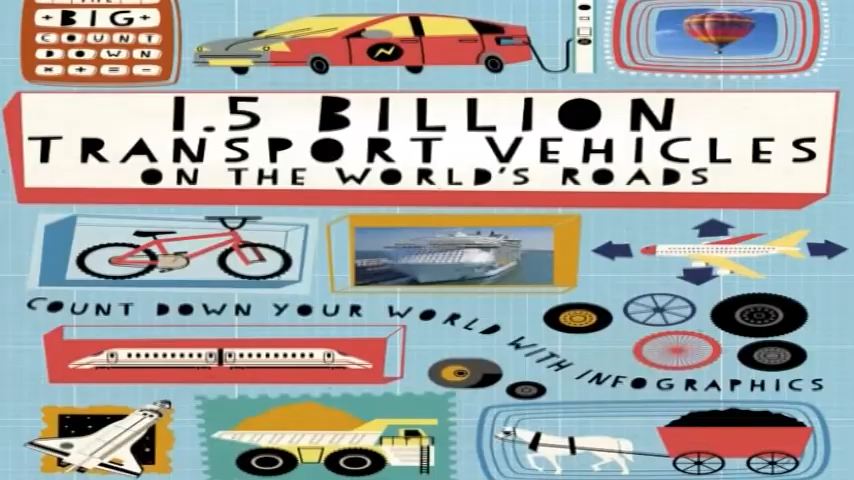 THE
BIG
COUNT
DOWN
1.5 BILLION
TRANSPORT VEHICLES
ON THE WORLD'S ROADS
COUNT DOWN YOUR WORLD WITH INFOGRAPHICS